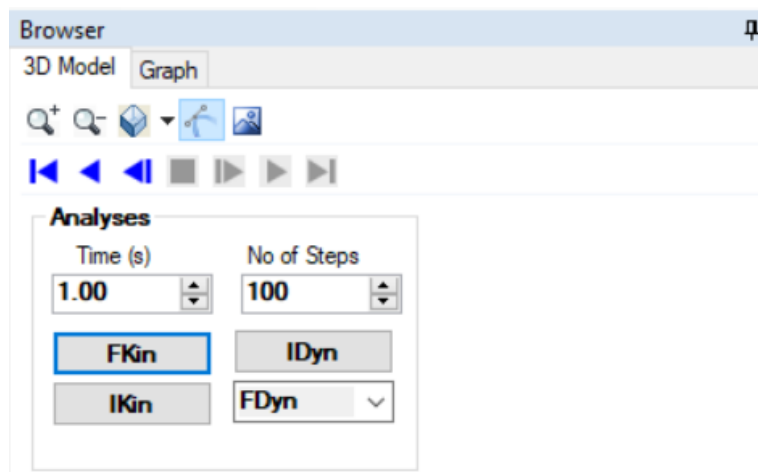 Browser
3D Model Graph
Analyses
Time (s) No of Steps
1.00 100
FKin IDyn
IKin FDyn